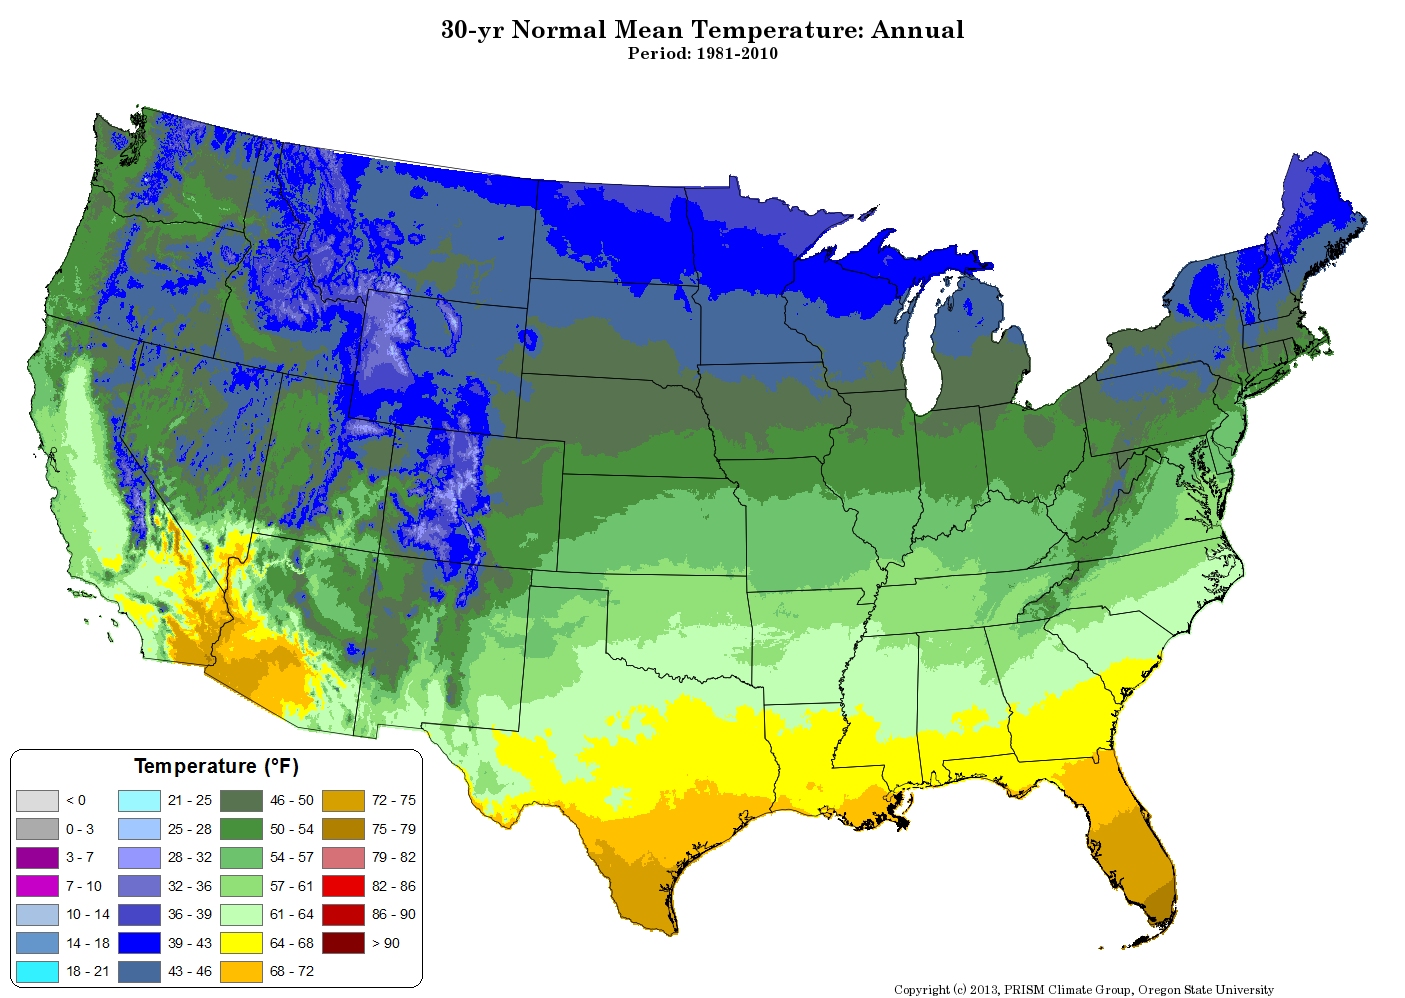 30-yr Normal Mean Temperature: Annual
Period: 1981-2010
Temperature (°F)
< 0
0 - 3
3 - 7
7 - 10
10 - 14
14 - 18
18 - 21
21 - 25
25 - 28
28 - 32
32 - 36
36 - 39
39 - 43
43 - 46
46 - 50
50 - 54
54 - 57
57 - 61
61 - 64
64 - 68
68 - 72
72 - 75
75 - 79
79 - 82
82 - 86
86 - 90
> 90
Copyright (c) 2013, PRISM Climate Group, Oregon State University